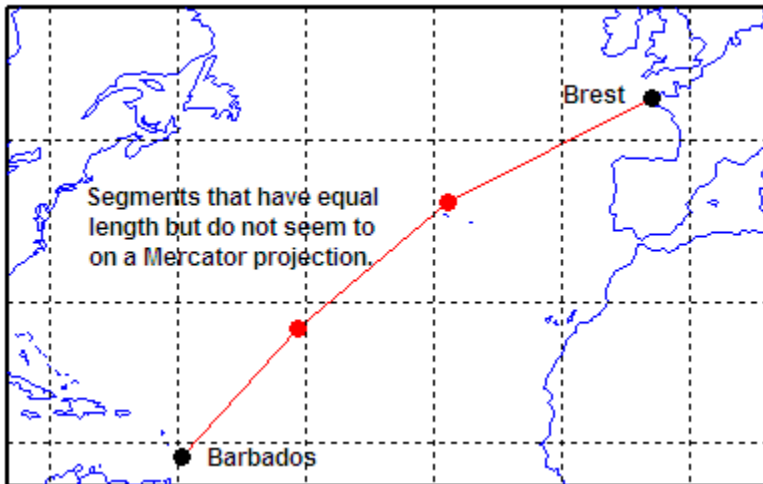 Brest
Segments that have equal
length but do not seem to
on a Mercator projection.
Barbados